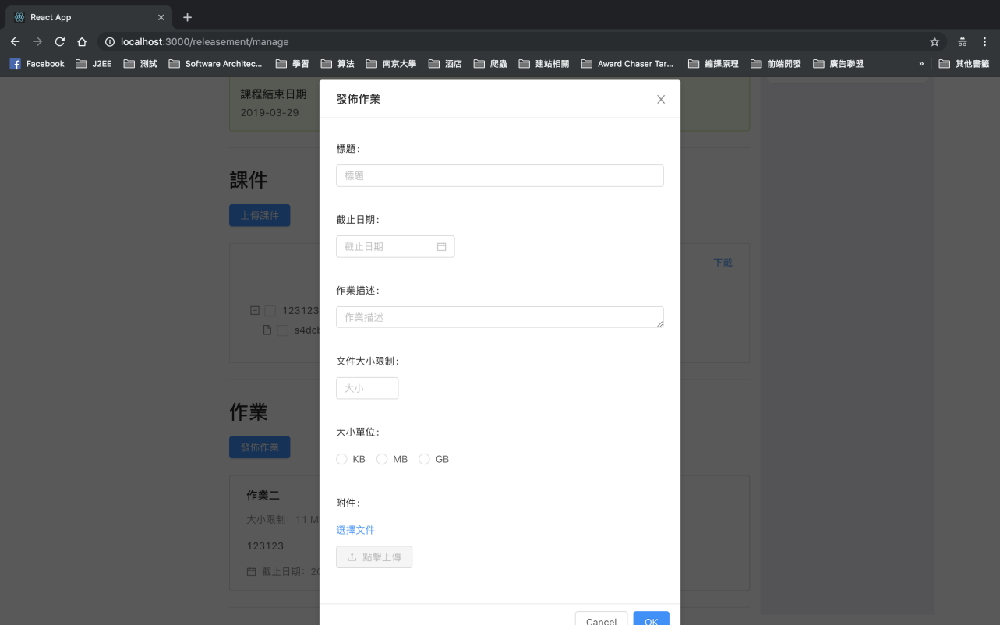 React App
localhost:3000/releasement/manage
Facebook J2EE 測試 Software Architec... 學習 算法 南京大學 酒店 爬蟲 建站相關 Award Chaser Tar... 編譯原理 前端開發 廣告聯盟 » 其他書籤
課程結束日期
2019-03-29
課件
上傳課件
下載
123123
s4dcb
作業
發佈作業
作業二
大小限制: 11 M
123123
截止日期: 20
發佈作業
標題:
標題
截止日期:
截止日期
作業描述:
作業描述
文件大小限制:
大小
大小單位:
KB MB GB
附件:
選擇文件
點擊上傳
Cancel OK